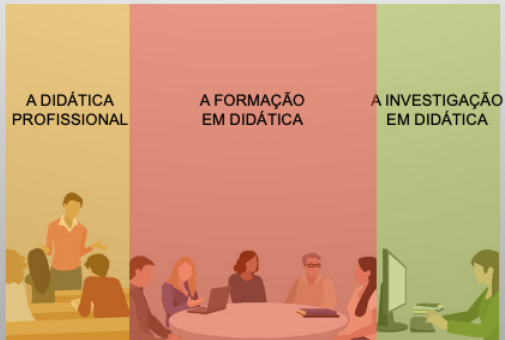 A DIDÁTICA
PROFISSIONAL
A FORMAÇÃO
EM DIDÁTICA
A INVESTIGAÇÃO
EM DIDÁTICA